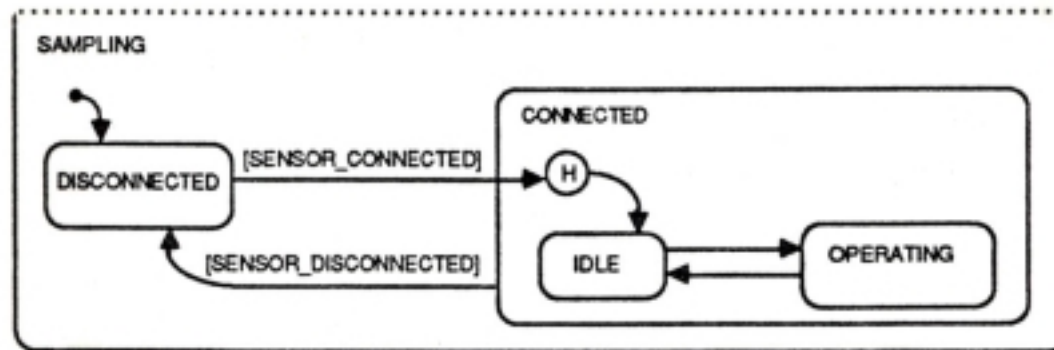 SAMPLING
CONNECTED
[SENSOR_CONNECTED]
H
DISCONNECTED
[SENSOR_DISCONNECTED]
IDLE
OPERATING